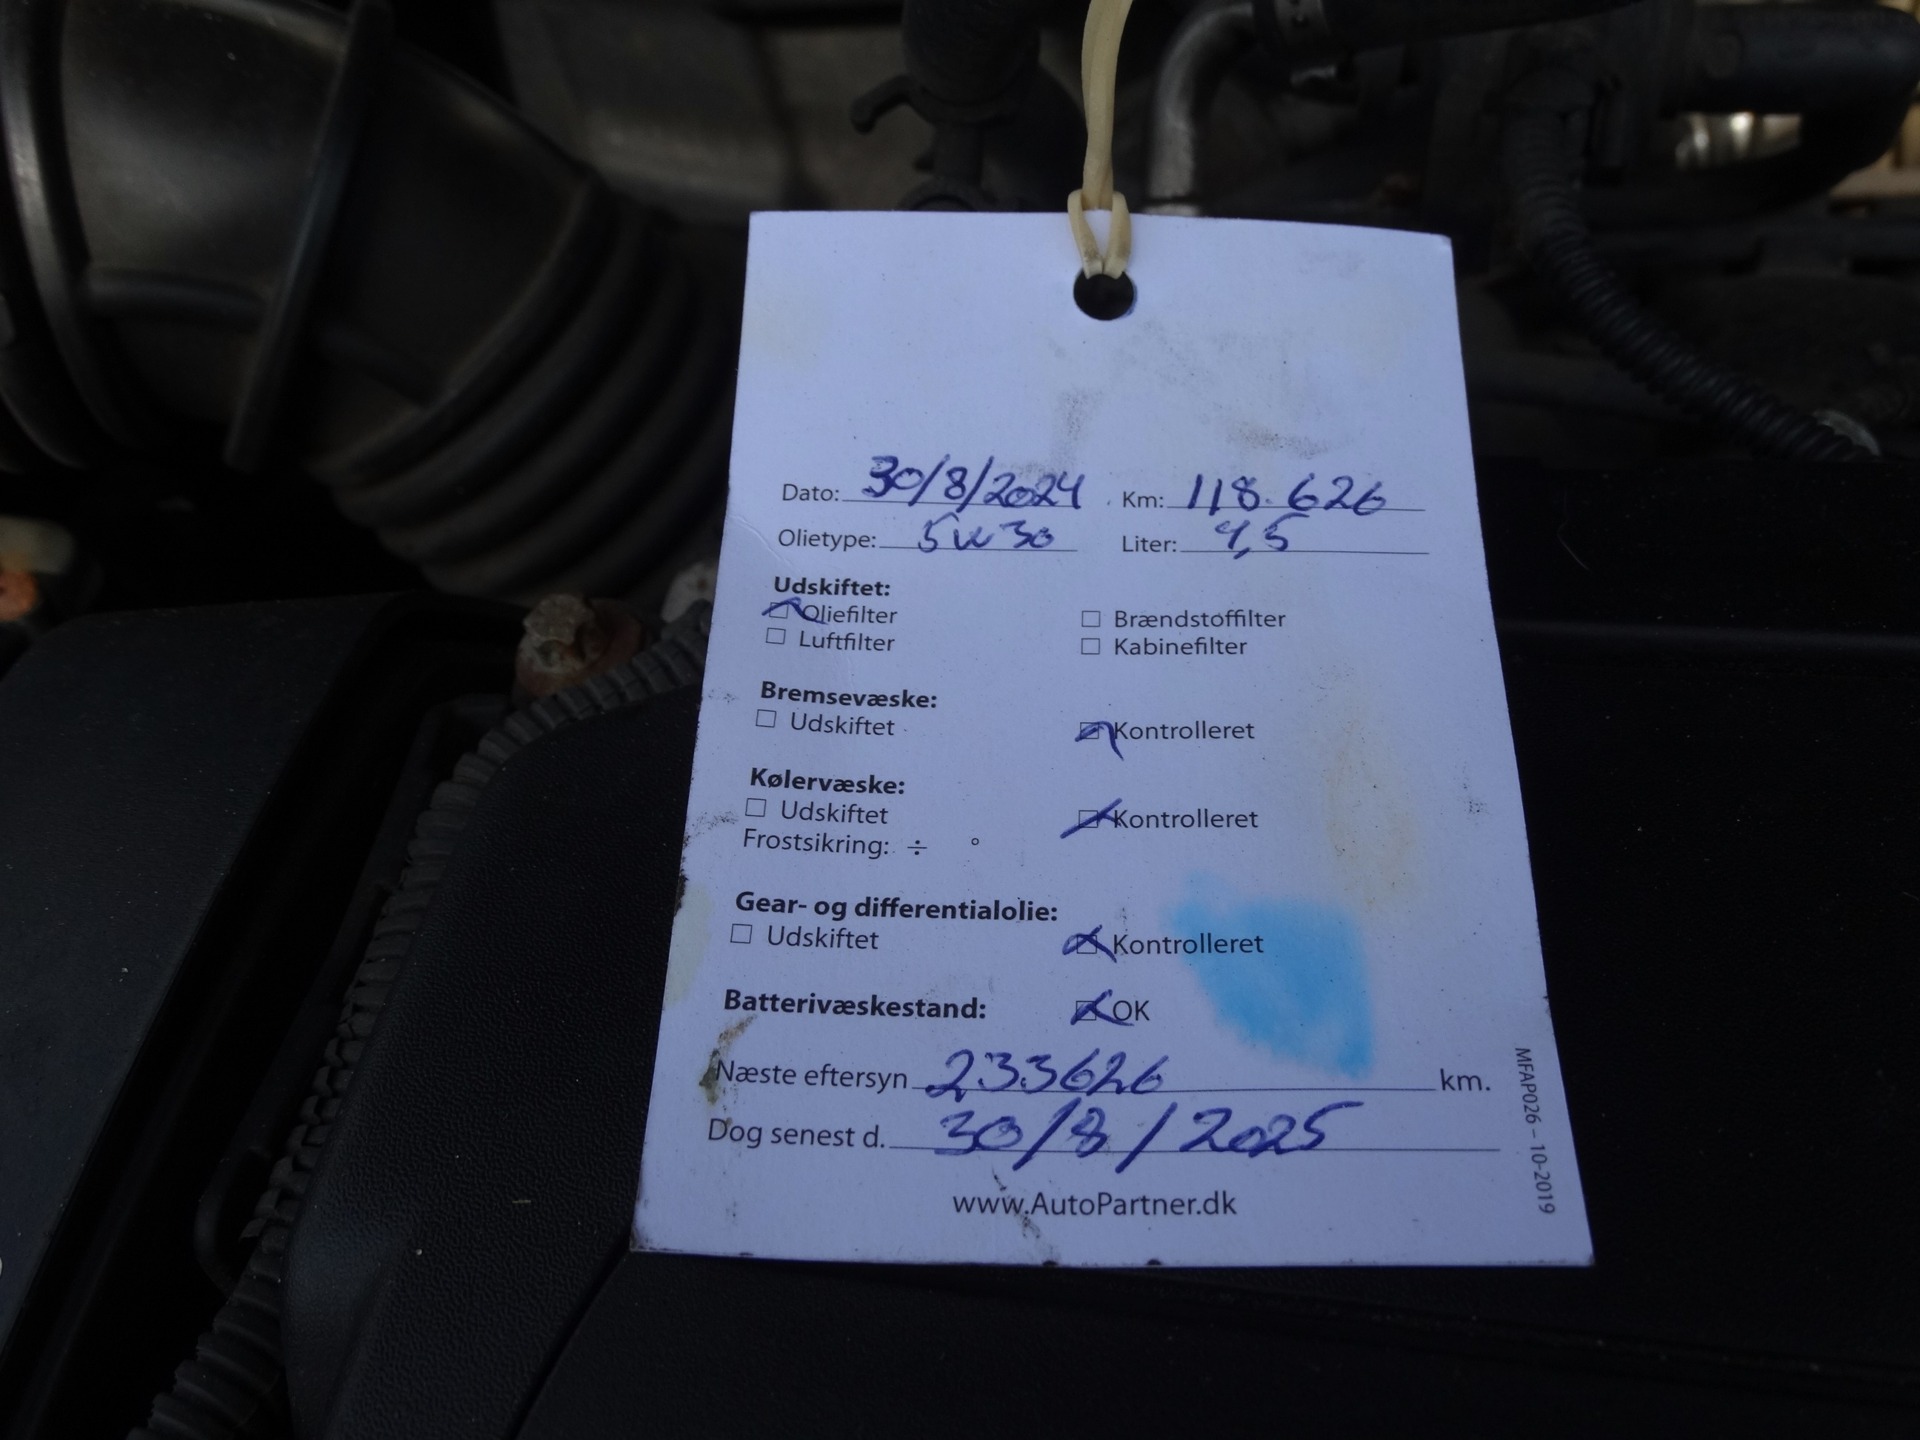 Dato: 30/8/2024 Km: 118.626
Olietype: 5W30 Liter: 4,5
Udskiftet:
Oliefilter Brændstoffilter
Luftfilter Kabinefilter
Bremsevæske:
Udskiftet Kontrolleret
Kølervæske:
Udskiftet Kontrolleret
Frostsikring: ÷ °
Gear- og differentialolie:
Udskiftet Kontrolleret
Batterivæskestand: OK
Næste eftersyn 233626 km.
Dog senest d. 30/8/2025
www.AutoPartner.dk
MFAP026 – 10-2019